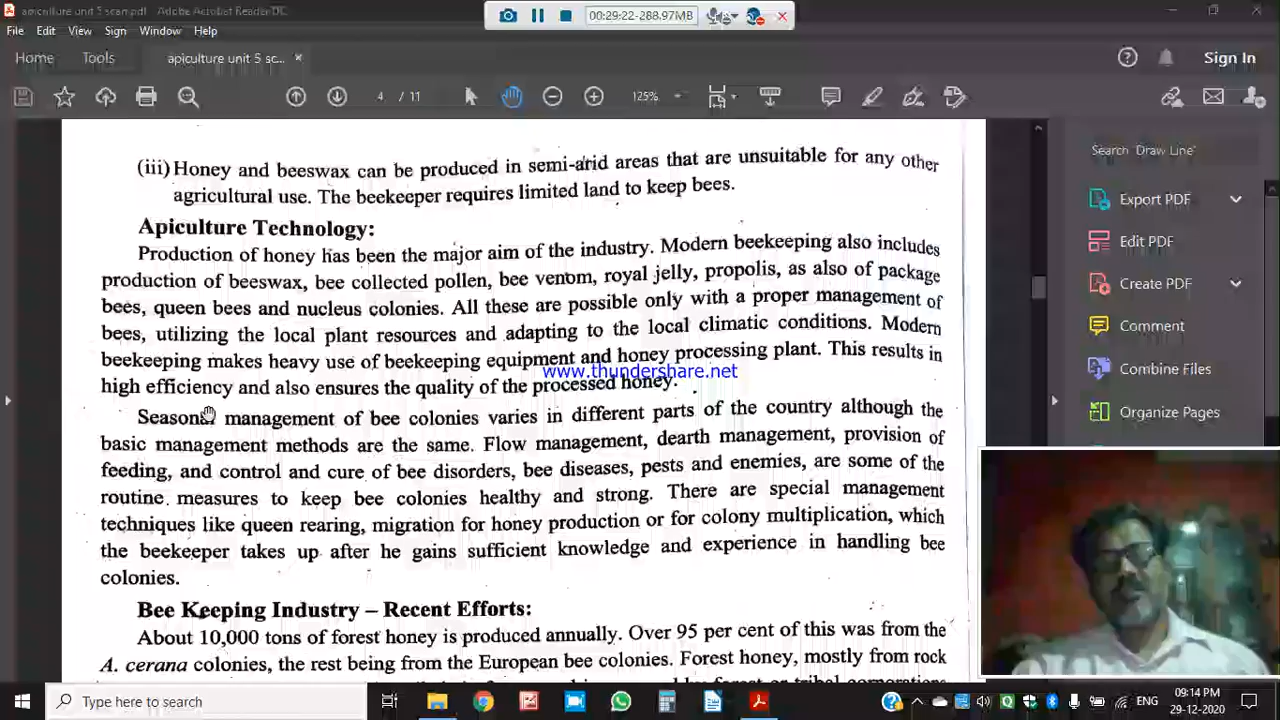 apiculture unit 5 scan.pdf - Adobe Acrobat Reader DC
00:29:22-288.97MB
File Edit View Sign Window Help
Home Tools apiculture unit 5 sc... × Sign In
4 / 11 125%
(iii) Honey and beeswax can be produced in semi-arid areas that are unsuitable for any other
agricultural use. The beekeeper requires limited land to keep bees.
Apiculture Technology:
Production of honey has been the major aim of the industry. Modern beekeeping also includes
production of beeswax, bee collected pollen, bee venom, royal jelly, propolis, as also of package
bees, queen bees and nucleus colonies. All these are possible only with a proper management of
bees, utilizing the local plant resources and adapting to the local climatic conditions. Modern
beekeeping makes heavy use of beekeeping equipment and honey processing plant. This results in
www.thundershare.net
high efficiency and also ensures the quality of the processed honey.
management of bee colonies varies in different parts of the country although the
basic management methods are the same. Flow management, dearth management, provision of
feeding, and control and cure of bee disorders, bee diseases, pests and enemies, are some of the
routine measures to keep bee colonies healthy and strong. There are special management
techniques like queen rearing, migration for honey production or for colony multiplication, which
the beekeeper takes up after he gains sufficient knowledge and experience in handling bee
colonies.
Bee Keeping Industry – Recent Efforts:
About 10,000 tons of forest honey is produced annually. Over 95 per cent of this was from the
A. cerana colonies, the rest being from the European bee colonies. Forest honey, mostly from rock
Search 'Draw Line'
Export PDF
Edit PDF
Create PDF
Comment
Combine Files
Organize Pages
Type here to search
ENG
09:14 PM
29-12-2020